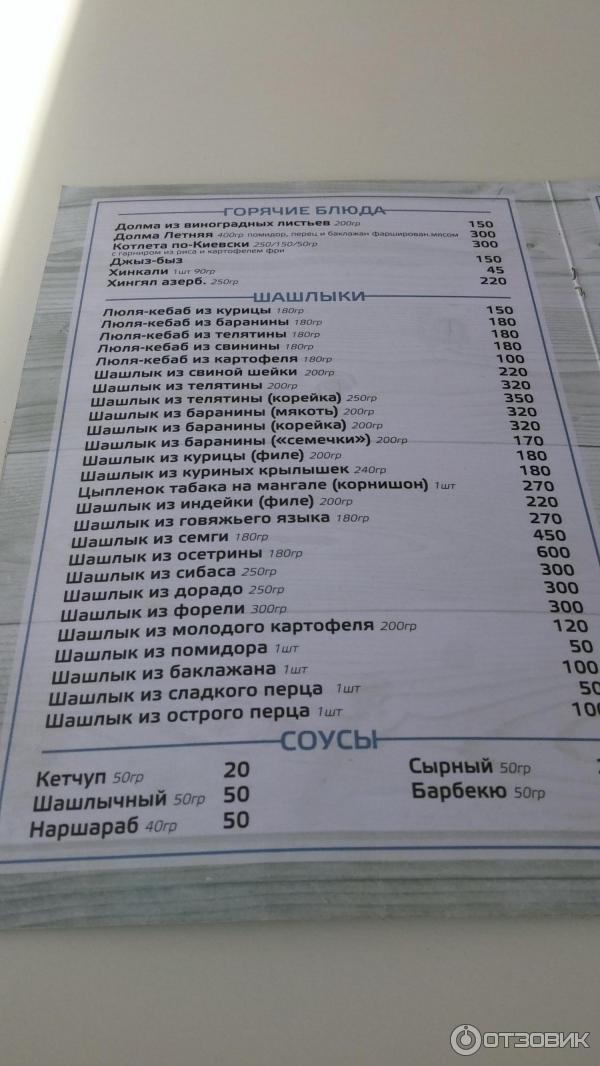 ГОРЯЧИЕ БЛЮДА
Долма из виноградных листьев 200гр 150
Долма Летняя 400гр помидор, перец и баклажан фарширован.мясом 300
Котлета по-Киевски 250/150/50гр 300
с гарниром из риса и картофелем фри
Джыз-быз 150
Хинкали 1шт 90гр 45
Хингял азерб. 250гр 220
ШАШЛЫКИ
Люля-кебаб из курицы 180гр 150
Люля-кебаб из баранины 180гр 180
Люля-кебаб из телятины 180гр 180
Люля-кебаб из свинины 180гр 180
Люля-кебаб из картофеля 180гр 100
Шашлык из свиной шейки 200гр 220
Шашлык из телятины 200гр 320
Шашлык из телятины (корейка) 250гр 350
Шашлык из баранины (мякоть) 200гр 320
Шашлык из баранины (корейка) 200гр 320
Шашлык из баранины («семечки») 200гр 170
Шашлык из курицы (филе) 200гр 180
Шашлык из куриных крылышек 240гр 180
Цыпленок табака на мангале (корнишон) 1шт 270
Шашлык из индейки (филе) 200гр 220
Шашлык из говяжьего языка 180гр 270
Шашлык из семги 180гр 450
Шашлык из осетрины 180гр 600
Шашлык из сибаса 250гр 300
Шашлык из дорадо 250гр 300
Шашлык из форели 300гр 300
Шашлык из молодого картофеля 200гр 120
Шашлык из помидора 1шт 50
Шашлык из баклажана 1шт 100
Шашлык из сладкого перца 1шт 50
Шашлык из острого перца 1шт 100
СОУСЫ
Кетчуп 50гр 20 Сырный 50гр
Шашлычный 50гр 50 Барбекю 50гр
Наршараб 40гр 50
ОТЗОВИК